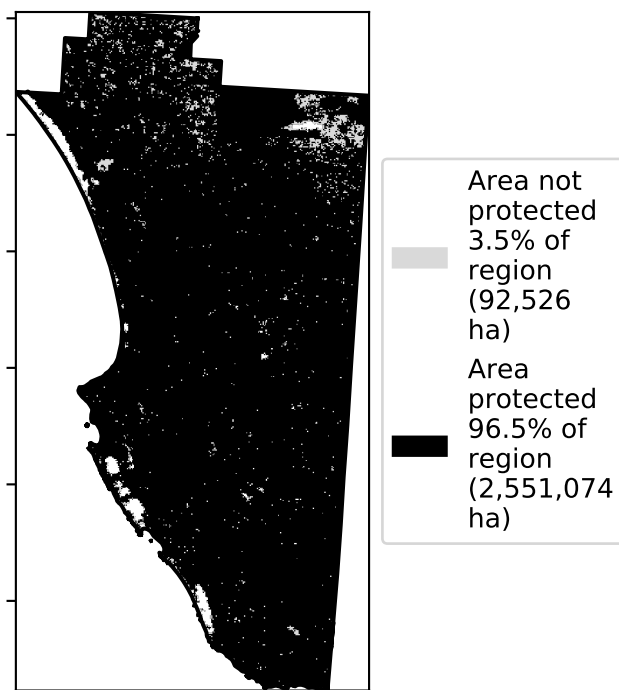 Area not
protected
3.5% of
region
(92,526
ha)
Area
protected
96.5% of
region
(2,551,074
ha)